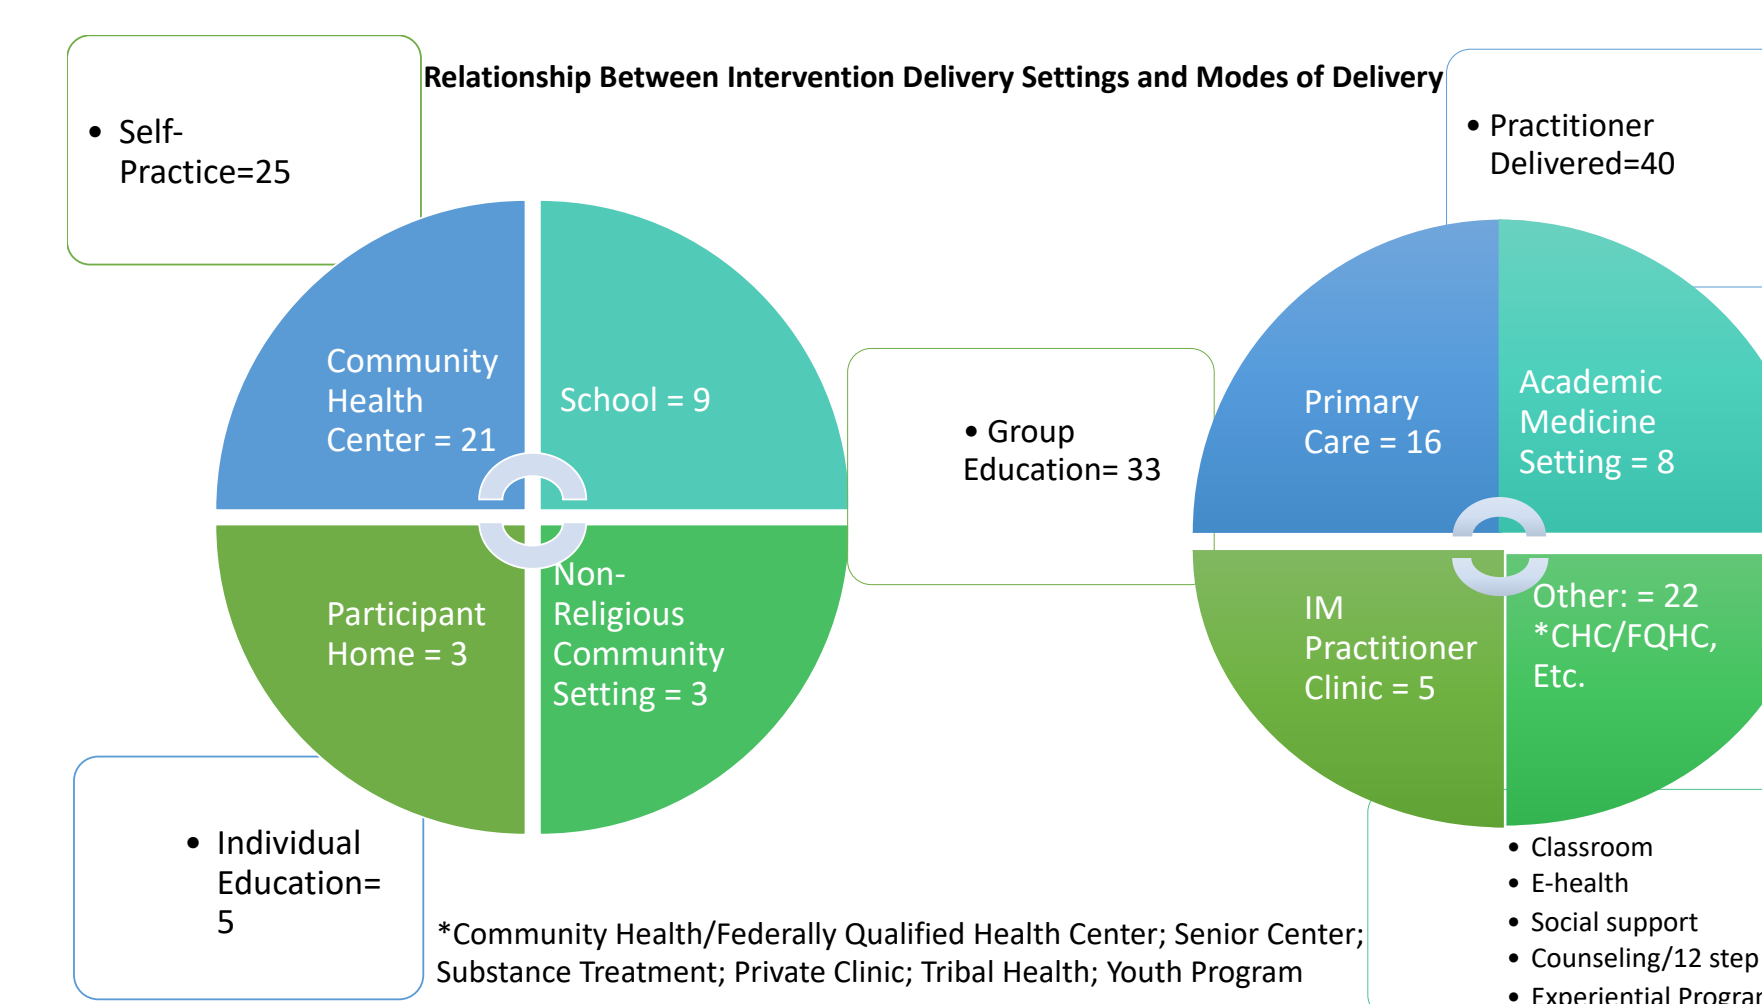 Relationship Between Intervention Delivery Settings and Modes of Delivery
• Self-
Practice=25
• Practitioner
Delivered=40
Community
Health
Center = 21
School = 9
Participant
Home = 3
Non-
Religious
Community
Setting = 3
• Group
Education= 33
Primary
Care = 16
Academic
Medicine
Setting = 8
IM
Practitioner
Clinic = 5
Other: = 22
*CHC/FQHC,
Etc.
• Individual
Education=
5
*Community Health/Federally Qualified Health Center; Senior Center;
Substance Treatment; Private Clinic; Tribal Health; Youth Program
• Classroom
• E-health
• Social support
• Counseling/12 step
• Experiential